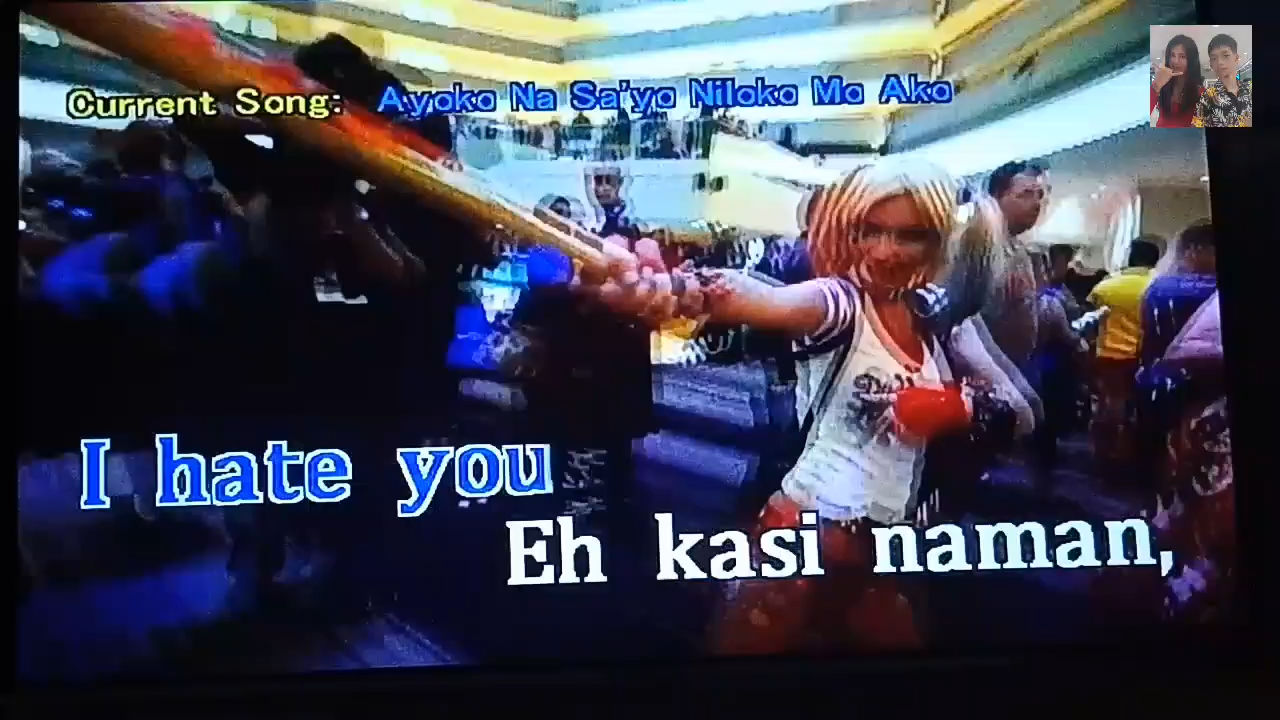 Current Song: Ayoko Na Sa'yo Niloko Mo Ako
I hate you
Eh kasi naman,